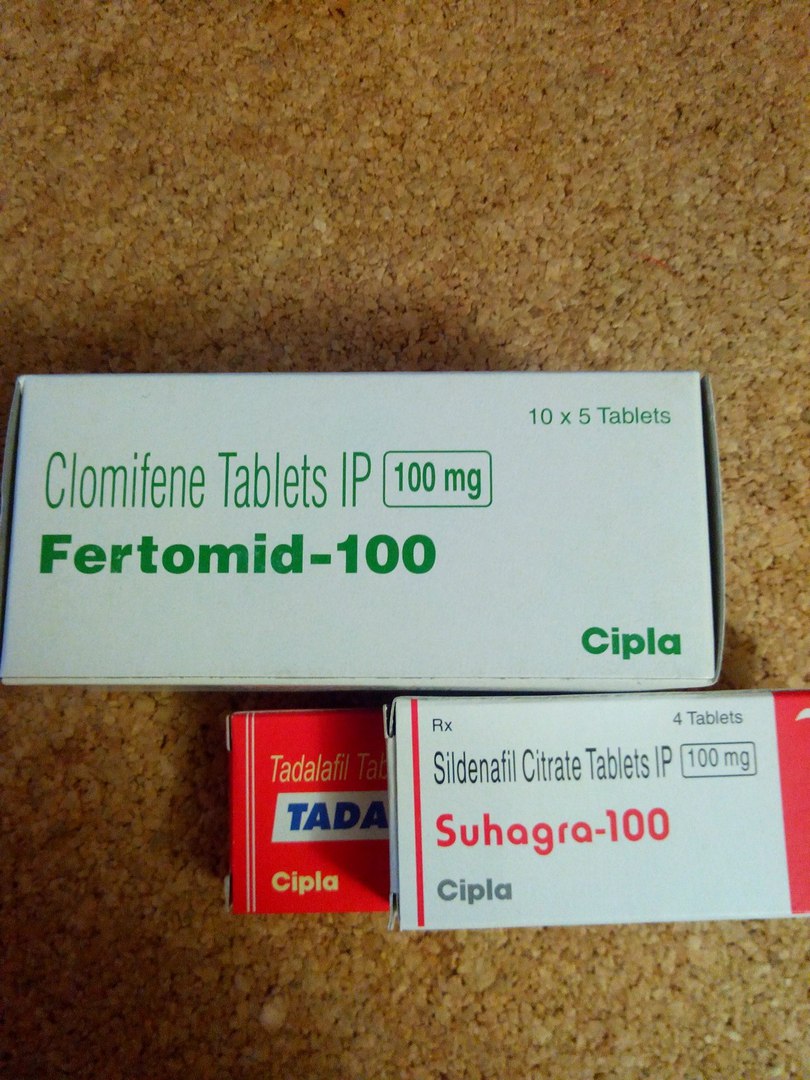 10 x 5 Tablets
Clomifene Tablets IP 100 mg
Fertomid-100
Cipla
Tadalafil
TADA
Cipla
Rx
4 Tablets
Sildenafil Citrate Tablets IP 100 mg
Suhagra-100
Cipla